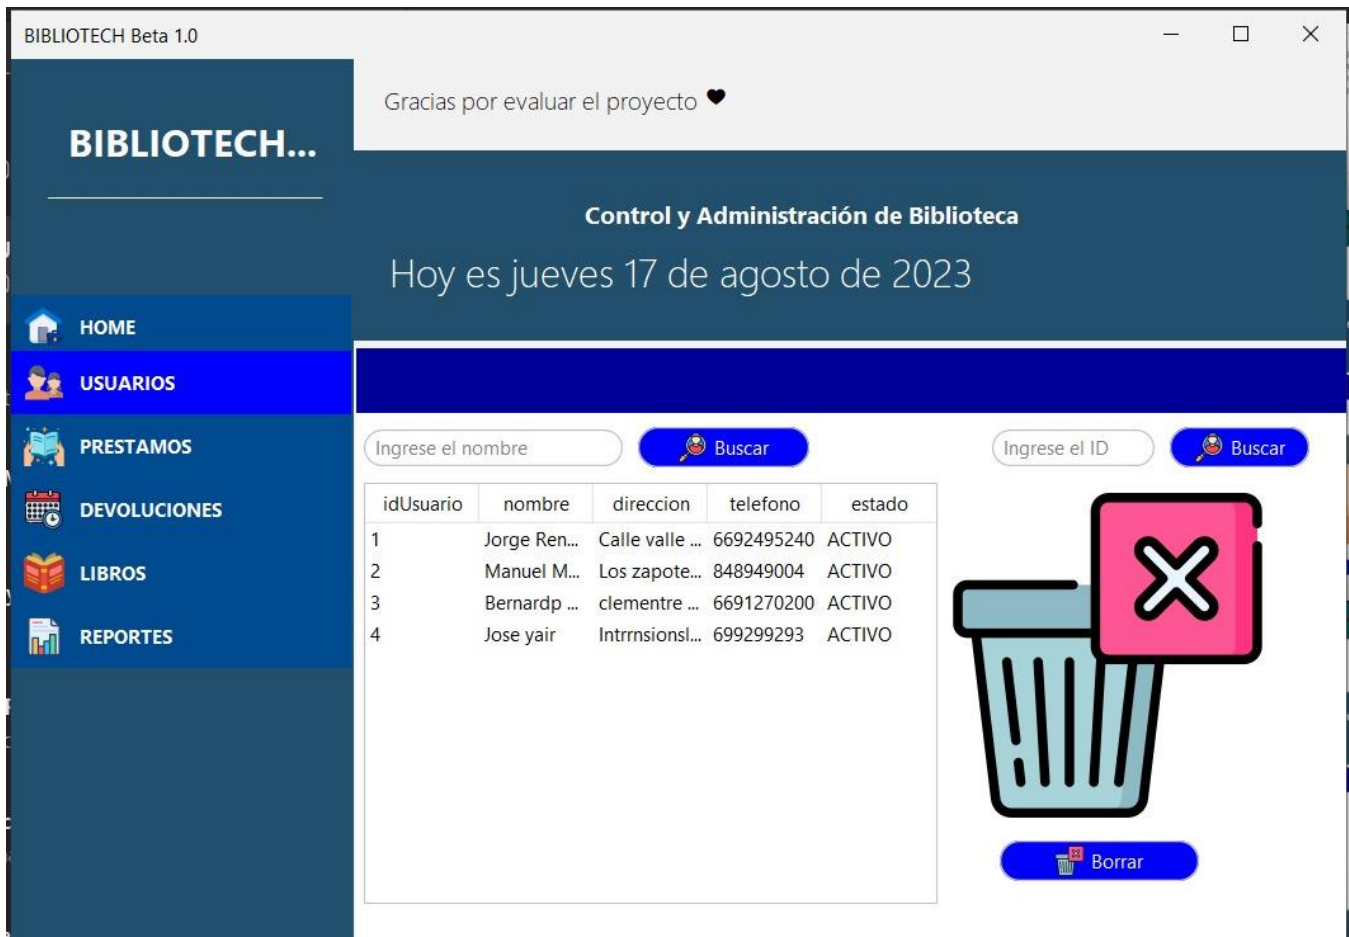 BIBLIOTECH Beta 1.0
Gracias por evaluar el proyecto ♥
BIBLIOTECH...
Control y Administración de Biblioteca
Hoy es jueves 17 de agosto de 2023
HOME
USUARIOS
PRESTAMOS
DEVOLUCIONES
LIBROS
REPORTES
Ingrese el nombre Buscar Ingrese el ID Buscar
idUsuario nombre direccion telefono estado
1 Jorge Ren... Calle valle ... 6692495240 ACTIVO
2 Manuel M... Los zapote... 848949004 ACTIVO
3 Bernardp ... clementre ... 6691270200 ACTIVO
4 Jose yair Intrrnsionsl... 699299293 ACTIVO
Borrar